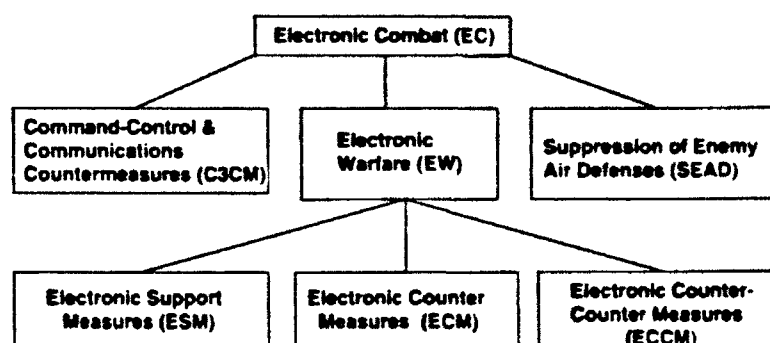 Electronic Combat (EC)
Command-Control &
Communications
Countermeasures (C3CM)
Electronic
Warfare (EW)
Suppression of Enemy
Air Defenses (SEAD)
Electronic Support
Measures (ESM)
Electronic Counter
Measures (ECM)
Electronic Counter-
Counter Measures
(ECCM)